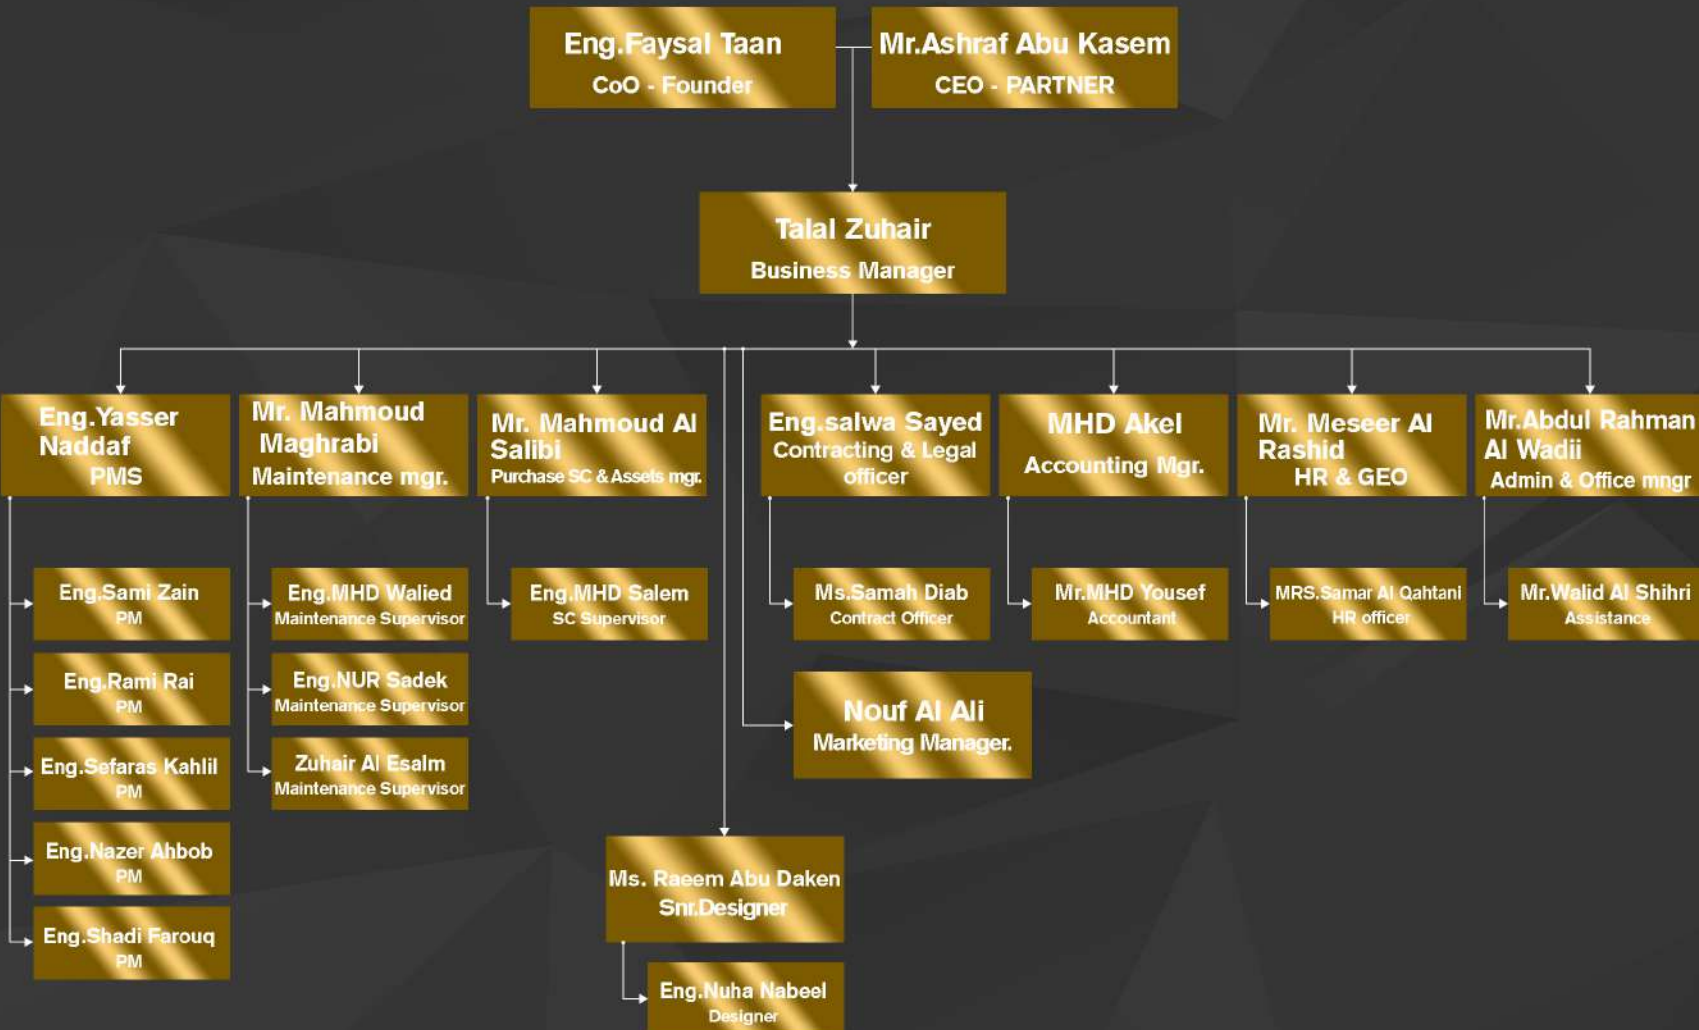 Eng.Faysal Taan
CoO - Founder
Mr.Ashraf Abu Kasem
CEO - PARTNER
Talal Zuhair
Business Manager
Eng.Yasser
Naddaf
PMS
Mr. Mahmoud
Maghrabi
Maintenance mgr.
Mr. Mahmoud Al
Salibi
Purchase SC & Assets mgr.
Eng.salwa Sayed
Contracting & Legal
officer
MHD Akel
Accounting Mgr.
Mr. Meseer Al
Rashid
HR & GEO
Mr.Abdul Rahman
Al Wadii
Admin & Office mngr
Eng.Sami Zain
PM
Eng.Rami Rai
PM
Eng.Sefaras Kahlil
PM
Eng.Nazer Ahbob
PM
Eng.Shadi Farouq
PM
Eng.MHD Walied
Maintenance Supervisor
Eng.NUR Sadek
Maintenance Supervisor
Zuhair Al Esalm
Maintenance Supervisor
Eng.MHD Salem
SC Supervisor
Ms.Samah Diab
Contract Officer
Mr.MHD Yousef
Accountant
MRS.Samar Al Qahtani
HR officer
Mr.Walid Al Shihri
Assistance
Nouf Al Ali
Marketing Manager.
Ms. Raeem Abu Daken
Snr.Designer
Eng.Nuha Nabeel
Designer